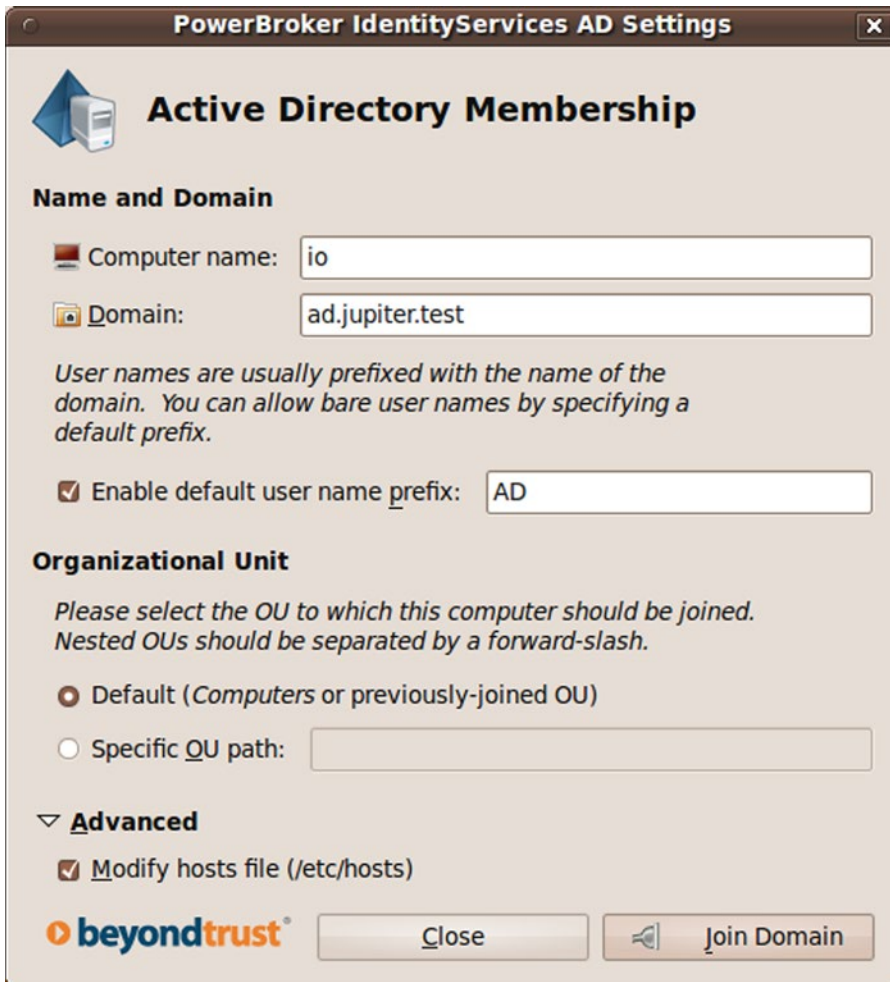 PowerBroker IdentityServices AD Settings
Active Directory Membership
Name and Domain
Computer name: io
Domain: ad.jupiter.test
User names are usually prefixed with the name of the
domain. You can allow bare user names by specifying a
default prefix.
Enable default user name prefix: AD
Organizational Unit
Please select the OU to which this computer should be joined.
Nested OUs should be separated by a forward-slash.
Default (Computers or previously-joined OU)
Specific OU path:
Advanced
Modify hosts file (/etc/hosts)
beyondtrust® Close Join Domain